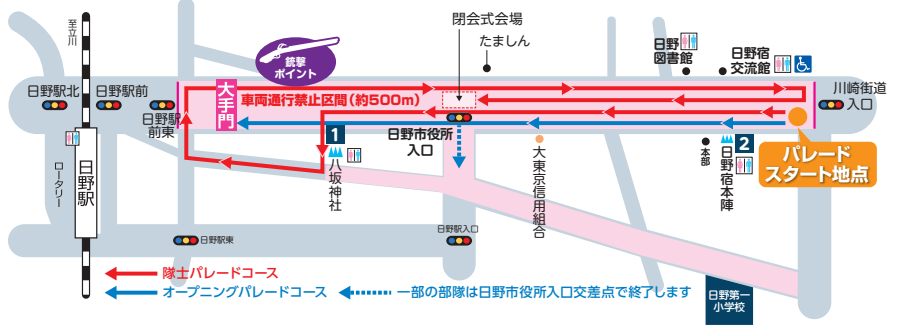 至立川
銃撃
ポイント
閉会式会場
たましん
日野
図書館
日野宿
交流館
日野駅北
日野駅前
日野駅
前東
大手門
車両通行禁止区間(約500m)
川崎街道
入口
1
八坂神社
日野市役所
入口
大東京信用組合
本部
2
日野宿本陣
パレード
スタート地点
ロータリー
日野駅
日野駅東
日野駅入口
隊士パレードコース
オープニングパレードコース
一部の部隊は日野市役所入口交差点で終了します
日野第一
小学校